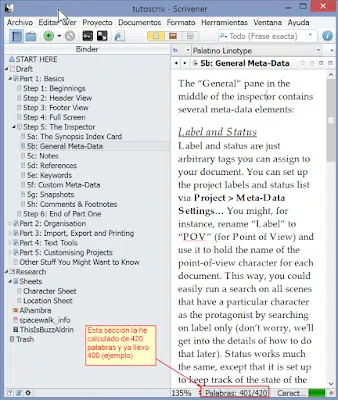 tutoscriv - Scrivener
Archivo Editar Ver Proyecto Documentos Formato Herramientas Ventana Ayuda
Todo (Frase exacta)
Binder
Palatino Linotype
START HERE
Draft
Part 1: Basics
Step 1: Beginnings
Step 2: Header View
Step 3: Footer View
Step 4: Full Screen
Step 5: The Inspector
5a: The Synopsis Index Card
5b: General Meta-Data
5c: Notes
5d: References
5e: Keywords
5f: Custom Meta-Data
5g: Snapshots
5h: Comments & Footnotes
Step 6: End of Part One
Part 2: Organisation
Part 3: Import, Export and Printing
Part 4: Text Tools
Part 5: Customising Projects
Other Stuff You Might Want to Know
Research
Sheets
Character Sheet
Location Sheet
Alhambra
spacewalk_info
ThisIsBuzzAldrin
Trash
Esta sección la he
calculado de 420
palabras y ya llevo
400 (ejemplo)
5b: General Meta-Data
The “General” pane in
the middle of the inspector contains
several meta-data elements:
Label and Status
Label and status are just
arbitrary tags you can assign to
your document. You can set up
the project labels and status list
via Project > Meta-Data
Settings... You might, for
instance, rename “Label” to
“POV” (for Point of View) and
use it to hold the name of the
point-of-view character for each
document. This way, you could
easily run a search on all scenes
that have a particular character
as the protagonist by searching
on label only (don’t worry, we’ll
get into the details of how to do
that later). Status works much
the same, except that it is set up
to keep track of the state of the
135%
Palabras: 401/420
Caract...